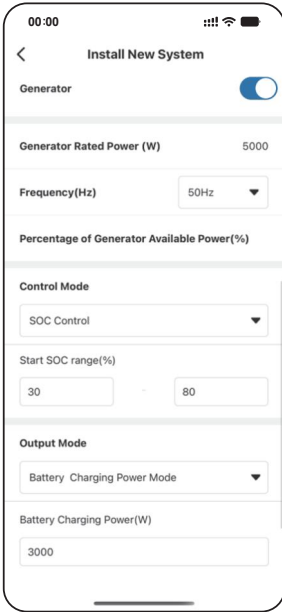 00:00
Install New System
Generator
Generator Rated Power (W) 5000
Frequency(Hz) 50Hz
Percentage of Generator Available Power(%)
Control Mode
SOC Control
Start SOC range(%)
30 - 80
Output Mode
Battery Charging Power Mode
Battery Charging Power(W)
3000